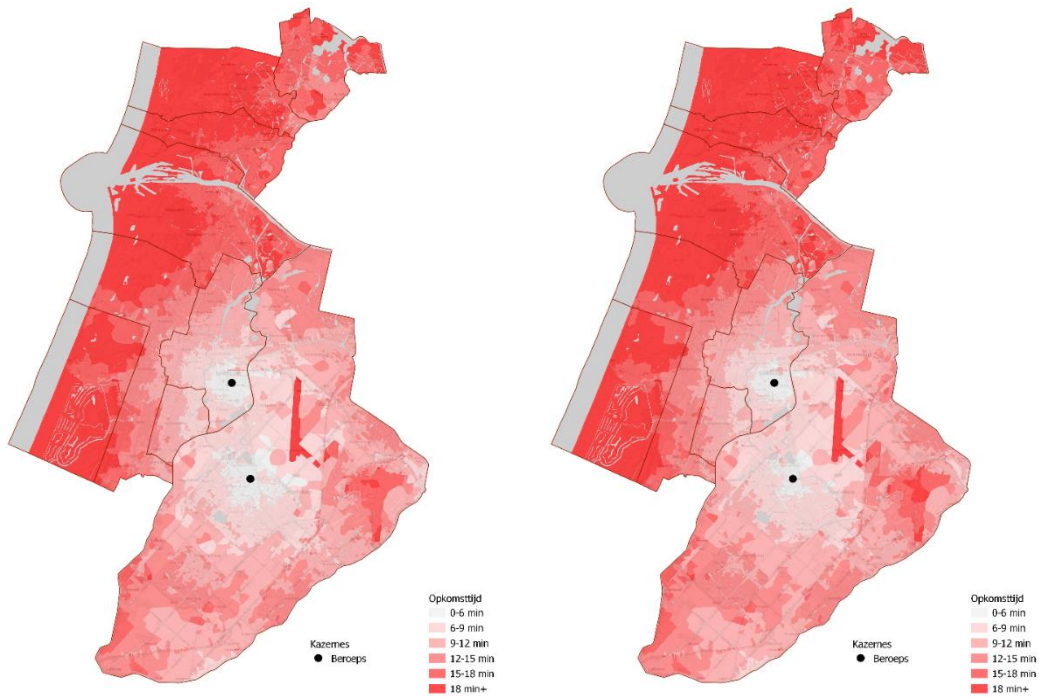 Opkomsttijd
0-6 min
6-9 min
9-12 min
12-15 min
15-18 min
18 min+
Kazernes
Beroeps
Opkomsttijd
0-6 min
6-9 min
9-12 min
12-15 min
15-18 min
18 min+
Kazernes
Beroeps